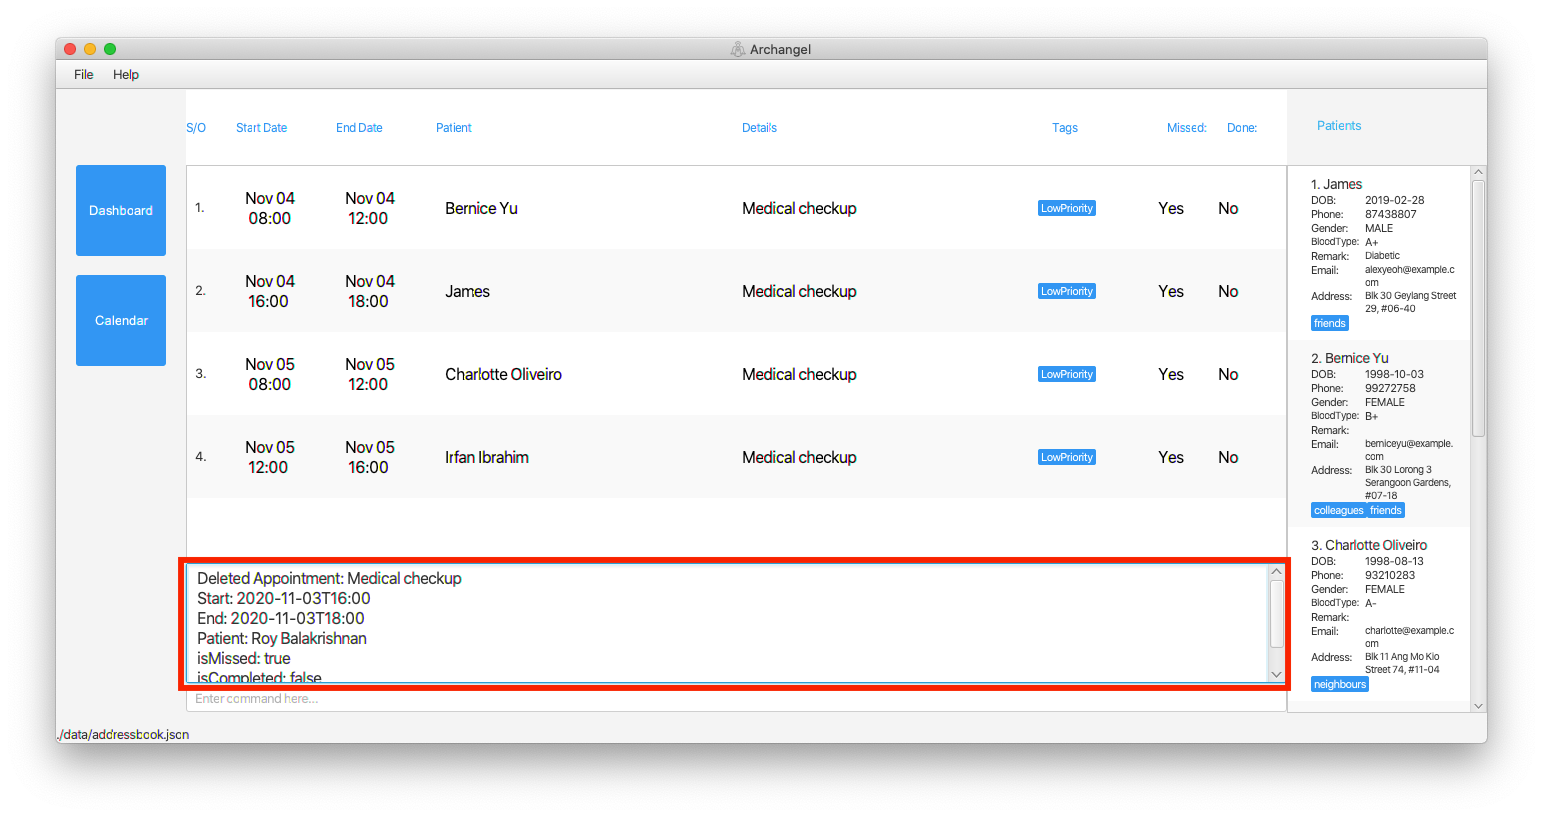 Archangel
File Help
S/O Start Date End Date Patient Details Tags Missed: Done:
Patients
Dashboard
Calendar
1. Nov 04 08:00 Nov 04 12:00 Bernice Yu Medical checkup LowPriority Yes No
2. Nov 04 16:00 Nov 04 18:00 James Medical checkup LowPriority Yes No
3. Nov 05 08:00 Nov 05 12:00 Charlotte Oliveiro Medical checkup LowPriority Yes No
4. Nov 05 12:00 Nov 05 16:00 Irfan Ibrahim Medical checkup LowPriority Yes No
Deleted Appointment: Medical checkup
Start: 2020-11-03T16:00
End: 2020-11-03T18:00
Patient: Roy Balakrishnan
isMissed: true
isCompleted: false
Enter command here...
1. James
DOB: 2019-02-28
Phone: 87438807
Gender: MALE
BloodType: A+
Remark: Diabetic
Email: alexyeoh@example.c
om
Address: Blk 30 Geylang Street
29, #06-40
friends
2. Bernice Yu
DOB: 1998-10-03
Phone: 99272758
Gender: FEMALE
BloodType: B+
Remark:
Email: berniceyu@example.
com
Address: Blk 30 Lorong 3
Serangoon Gardens,
#07-18
colleagues friends
3. Charlotte Oliveiro
DOB: 1998-08-13
Phone: 93210283
Gender: FEMALE
BloodType: A-
Remark:
Email: charlotte@example.c
om
Address: Blk 11 Ang Mo Kio
Street 74, #11-04
neighbours
./data/addressbook.json